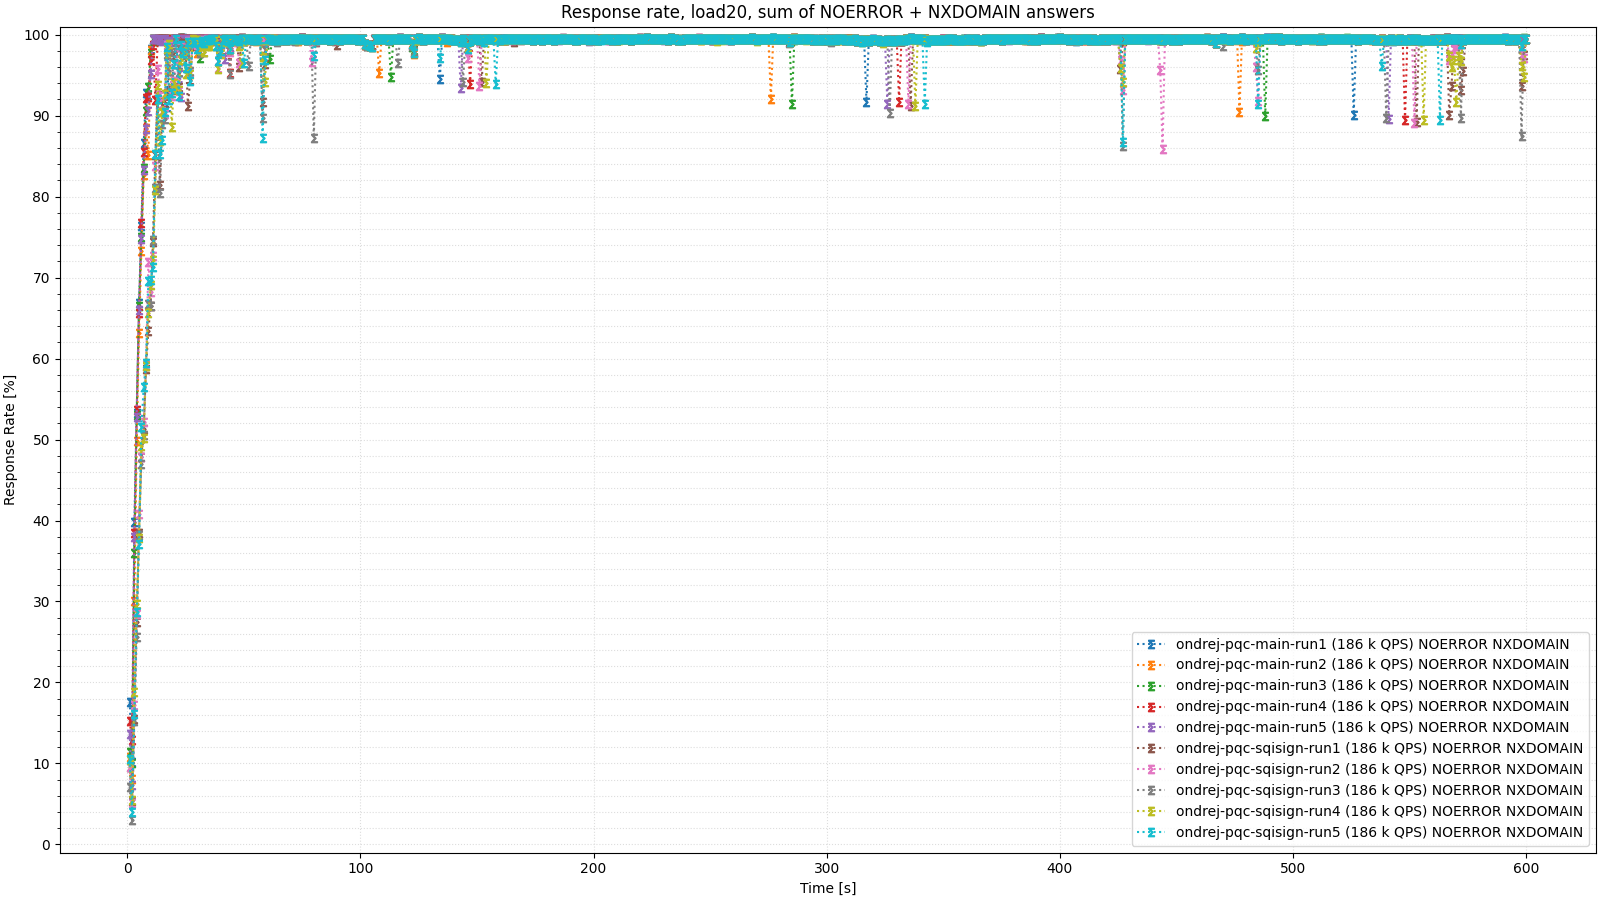 Response rate, load20, sum of NOERROR + NXDOMAIN answers
Response Rate [%]
100
90
80
70
60
50
40
30
20
10
0
ondrej-pqc-main-run1 (186 k QPS) NOERROR NXDOMAIN
ondrej-pqc-main-run2 (186 k QPS) NOERROR NXDOMAIN
ondrej-pqc-main-run3 (186 k QPS) NOERROR NXDOMAIN
ondrej-pqc-main-run4 (186 k QPS) NOERROR NXDOMAIN
ondrej-pqc-main-run5 (186 k QPS) NOERROR NXDOMAIN
ondrej-pqc-sqisign-run1 (186 k QPS) NOERROR NXDOMAIN
ondrej-pqc-sqisign-run2 (186 k QPS) NOERROR NXDOMAIN
ondrej-pqc-sqisign-run3 (186 k QPS) NOERROR NXDOMAIN
ondrej-pqc-sqisign-run4 (186 k QPS) NOERROR NXDOMAIN
ondrej-pqc-sqisign-run5 (186 k QPS) NOERROR NXDOMAIN
0 100 200 300 400 500 600
Time [s]